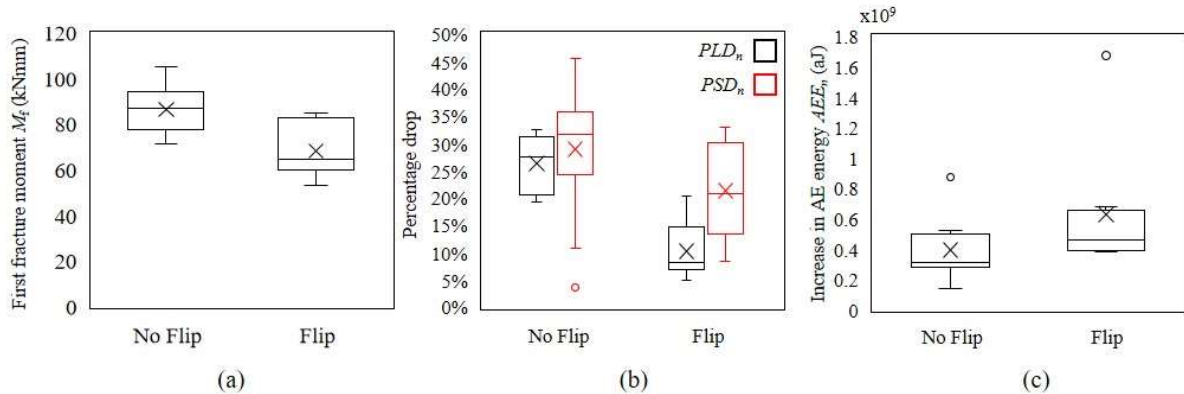 First fracture moment Mf (kNmm)
120
100
80
60
40
20
0
No Flip
Flip
(a)
Percentage drop
50%
45%
40%
35%
30%
25%
20%
15%
10%
5%
0%
PLDn
PSDn
No Flip
Flip
(b)
Increase in AE energy AEEn (aJ)
x10⁹
1.8
1.6
1.4
1.2
1
0.8
0.6
0.4
0.2
0
No Flip
Flip
(c)